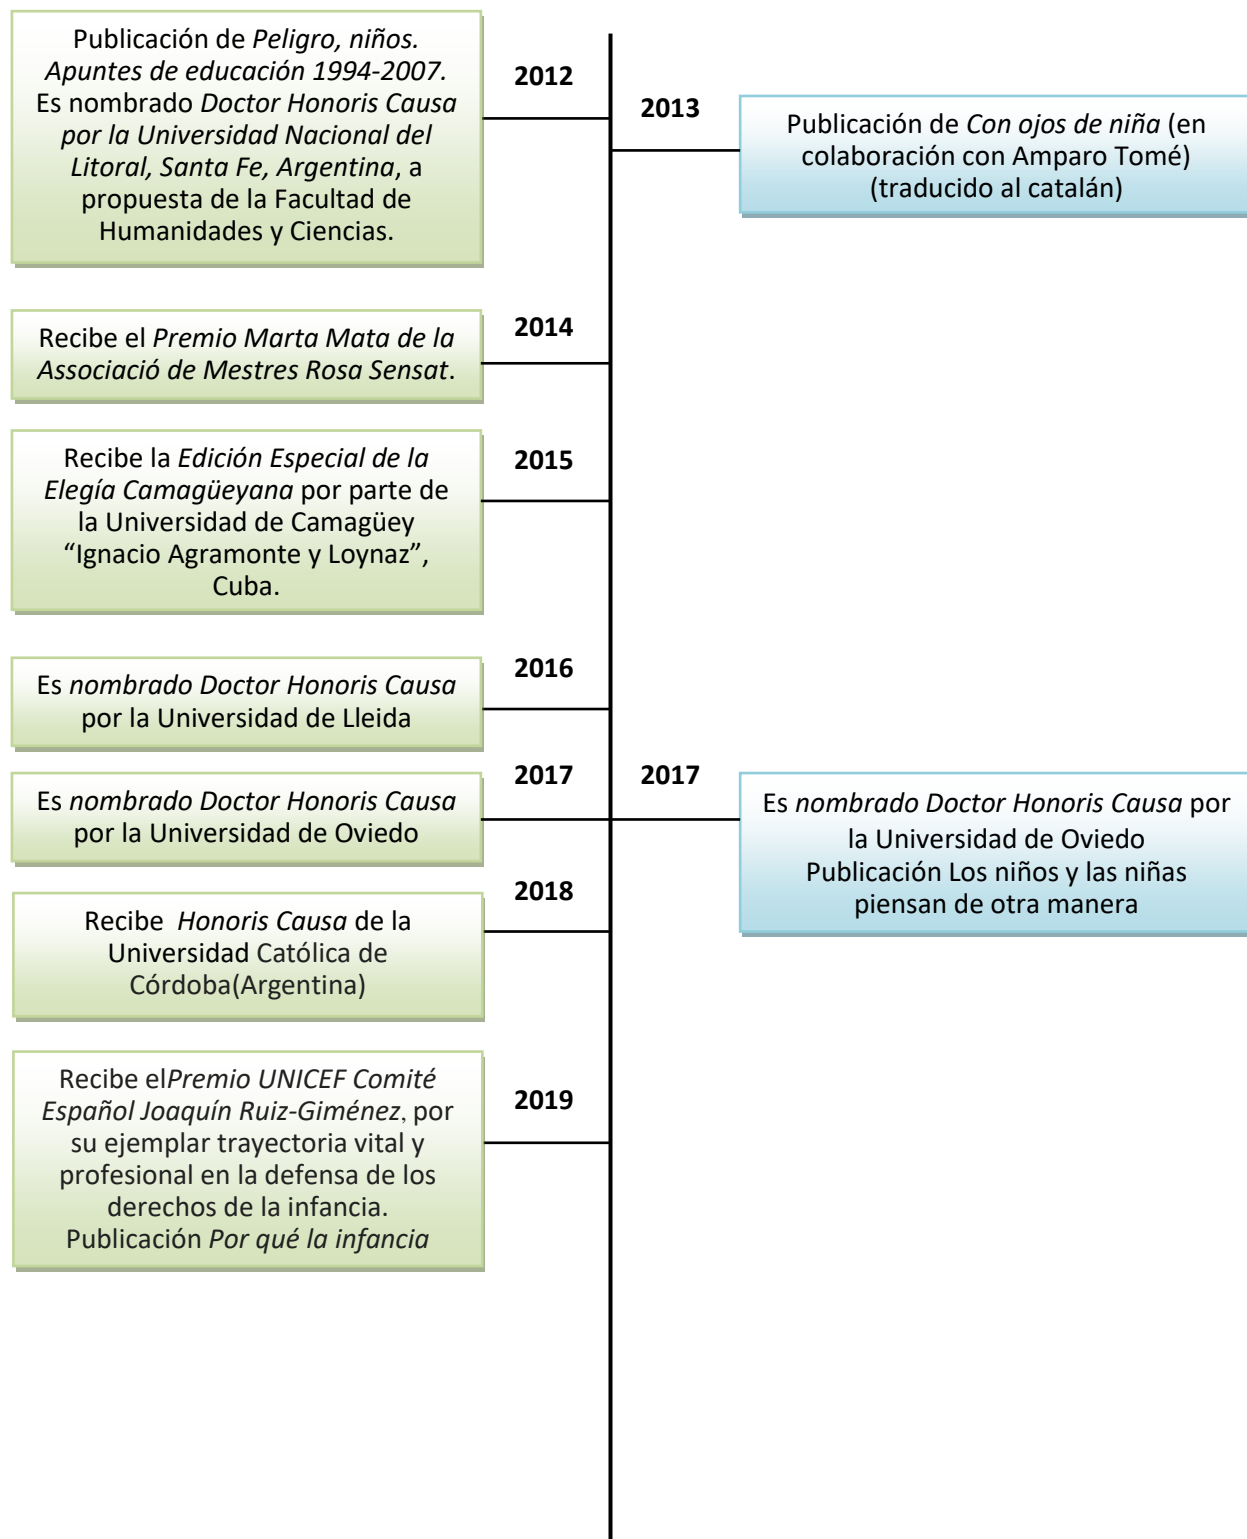 2012
Publicación de Peligro, niños.
Apuntes de educación 1994-2007.
Es nombrado Doctor Honoris Causa
por la Universidad Nacional del
Litoral, Santa Fe, Argentina, a
propuesta de la Facultad de
Humanidades y Ciencias.
2013
Publicación de Con ojos de niña (en
colaboración con Amparo Tomé)
(traducido al catalán)
2014
Recibe el Premio Marta Mata de la
Associació de Mestres Rosa Sensat.
2015
Recibe la Edición Especial de la
Elegía Camagüeyana por parte de
la Universidad de Camagüey
“Ignacio Agramonte y Loynaz”,
Cuba.
2016
Es nombrado Doctor Honoris Causa
por la Universidad de Lleida
2017
Es nombrado Doctor Honoris Causa
por la Universidad de Oviedo
2017
Es nombrado Doctor Honoris Causa por
la Universidad de Oviedo
Publicación Los niños y las niñas
piensan de otra manera
2018
Recibe Honoris Causa de la
Universidad Católica de
Córdoba(Argentina)
2019
Recibe elPremio UNICEF Comité
Español Joaquín Ruiz-Giménez, por
su ejemplar trayectoria vital y
profesional en la defensa de los
derechos de la infancia.
Publicación Por qué la infancia